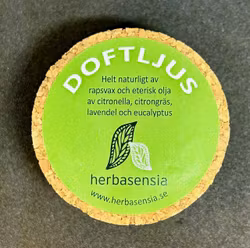 DOFTLJUS
Helt naturligt av
rapsvax och eterisk olja
av citronella, citrongräs,
lavendel och eucalyptus
herbasensia
www.herbasensia.se